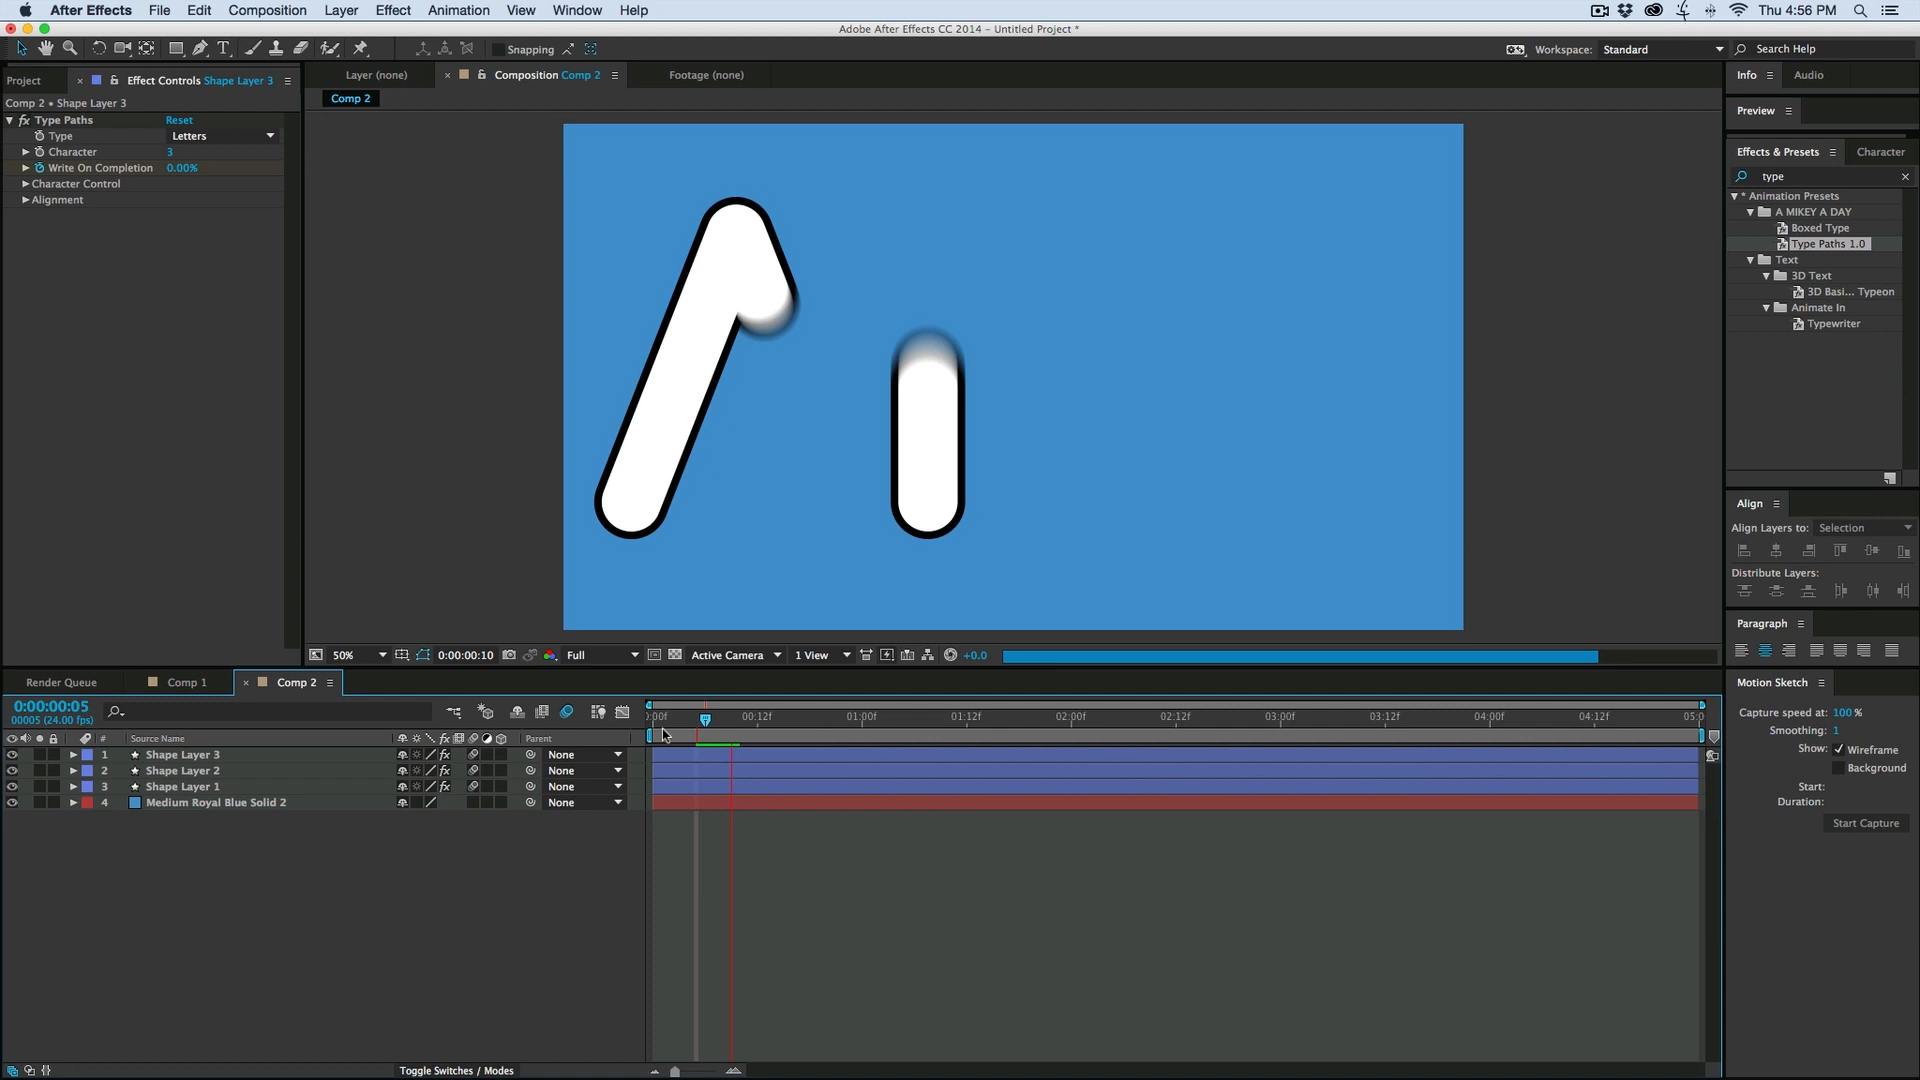 After Effects File Edit Composition Layer Effect Animation View Window Help Thu 4:56 PM
Adobe After Effects CC 2014 – Untitled Project *
Snapping Workspace: Standard Search Help
Project Effect Controls Shape Layer 3 Layer (none) Composition Comp 2 Footage (none) Info Audio
Comp 2 • Shape Layer 3 Comp 2
fx Type Paths Reset Preview
Type Letters
Character 3 Effects & Presets Character
Write On Completion 0.00%
Character Control type
Alignment * Animation Presets
A MIKEY A DAY
Boxed Type
Type Paths 1.0
Text
3D Text
3D Basi... Typeon
Animate In
Typewriter
Align
Align Layers to: Selection
Distribute Layers:
Paragraph
50% 0:00:00:10 Full Active Camera 1 View +0.0
Render Queue Comp 1 Comp 2 Motion Sketch
0:00:00:05
00005 (24.00 fps)
:00f 00:12f 01:00f 01:12f 02:00f 02:12f 03:00f 03:12f 04:00f 04:12f 05:0
Capture speed at: 100 %
Smoothing: 1
# Source Name fx Parent
Show: Wireframe
1 Shape Layer 3 fx None
Background
2 Shape Layer 2 fx None
3 Shape Layer 1 fx None
Start:
4 Medium Royal Blue Solid 2 None
Duration:
Start Capture
Toggle Switches / Modes